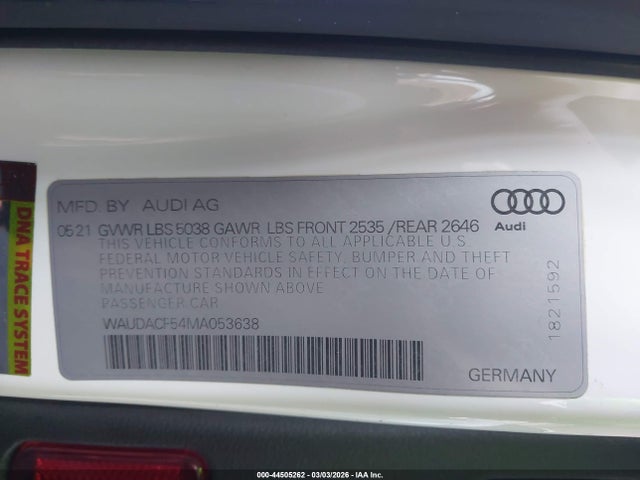 MFD. BY AUDI AG
Audi
05 21 GVWR LBS 5038 GAWR LBS FRONT 2535 /REAR 2646
THIS VEHICLE CONFORMS TO ALL APPLICABLE U.S
FEDERAL MOTOR VEHICLE SAFETY, BUMPER AND THEFT
PREVENTION STANDARDS IN EFFECT ON THE DATE OF
MANUFACTURE SHOWN ABOVE
PASSENGER CAR
WAUDACF54MA053638
1821592
GERMANY
DNA TRACE SYSTEM
000-44505262 - 03/03/2026 - IAA Inc.